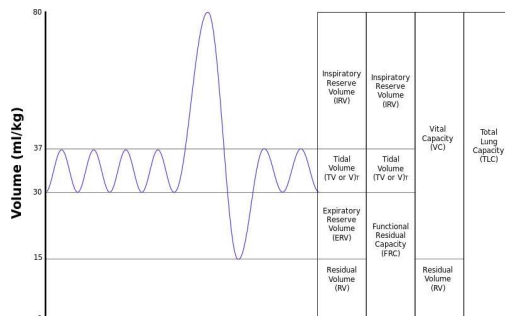 Volume (ml/kg)
80
37
30
15
Inspiratory
Reserve
Volume
(IRV)
Tidal
Volume
(TV or V)T
Expiratory
Reserve
Volume
(ERV)
Residual
Volume
(RV)
Inspiratory
Reserve
Volume
(IRV)
Tidal
Volume
(TV or V)T
Functional
Residual
Capacity
(FRC)
Vital
Capacity
(VC)
Residual
Volume
(RV)
Total
Lung
Capacity
(TLC)